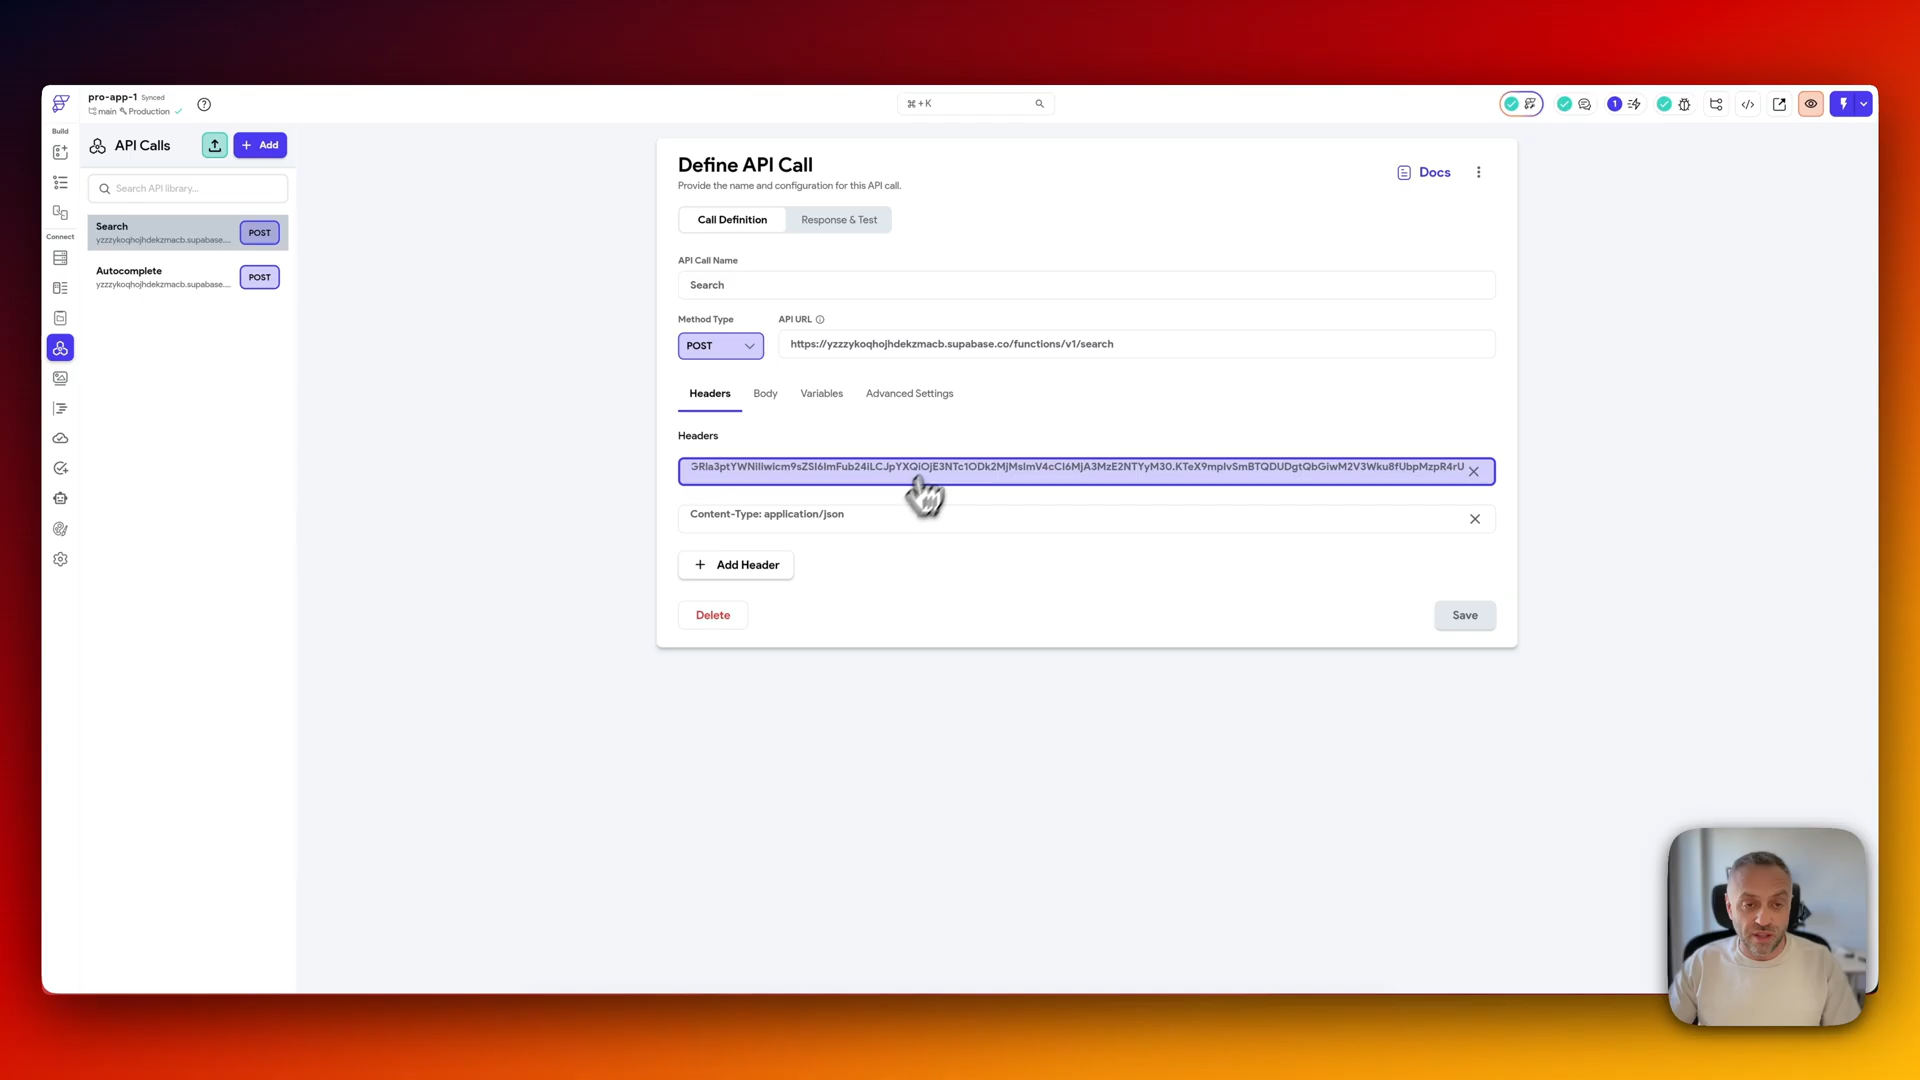 pro-app-1 Synced
main Production
⌘+K
1
Build
API Calls
Add
Search API library...
Connect
Search
yzzzykoqhojhdekzmacb.supabase....
POST
Autocomplete
yzzzykoqhojhdekzmacb.supabase....
POST
Define API Call
Provide the name and configuration for this API call.
Docs
Call Definition
Response & Test
API Call Name
Search
Method Type
API URL
POST
https://yzzzykoqhojhdekzmacb.supabase.co/functions/v1/search
Headers
Body
Variables
Advanced Settings
Headers
Content-Type: application/json
Add Header
Delete
Save